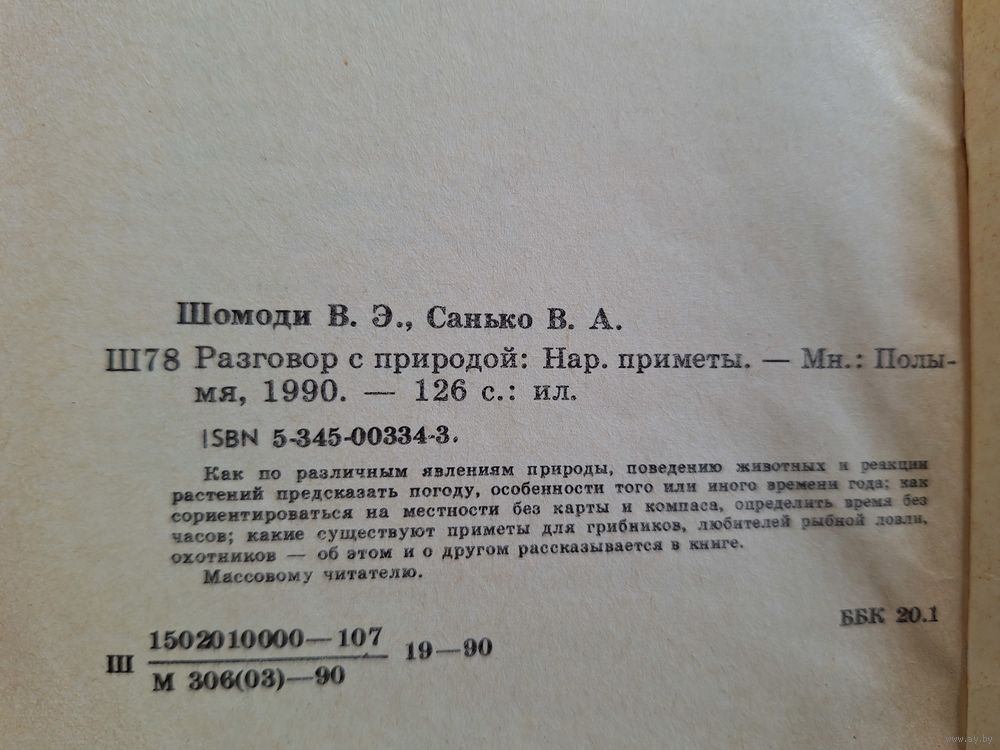 Шомоди В. Э., Санько В. А.
Ш78 Разговор с природой: Нар. приметы. — Мн.: Полы-
мя, 1990. — 126 с.: ил.
ISBN 5-345-00334-3.
Как по различным явлениям природы, поведению животных и реакции
растений предсказать погоду, особенности того или иного времени года; как
сориентироваться на местности без карты и компаса, определить время без
часов; какие существуют приметы для грибников, любителей рыбной ловли,
охотников — об этом и о другом рассказывается в книге.
Массовому читателю.
ББК 20.1
Ш 1502010000—107 19—90
М 306(03)—90
www.ay.by